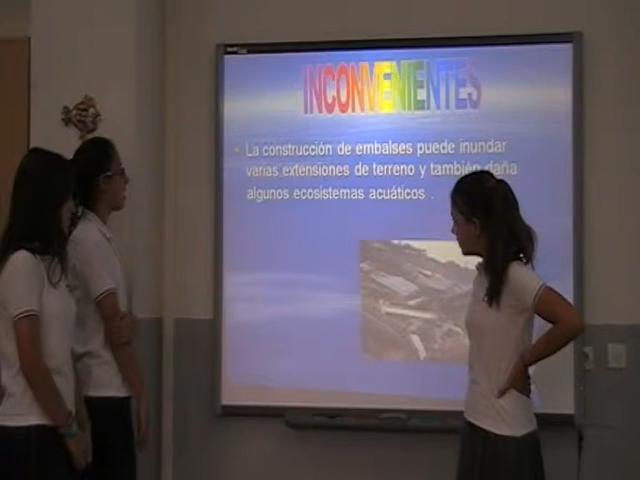 INCONVENIENTES
• La construcción de embalses puede inundar
varias extensiones de terreno y también daña
algunos ecosistemas acuáticos .